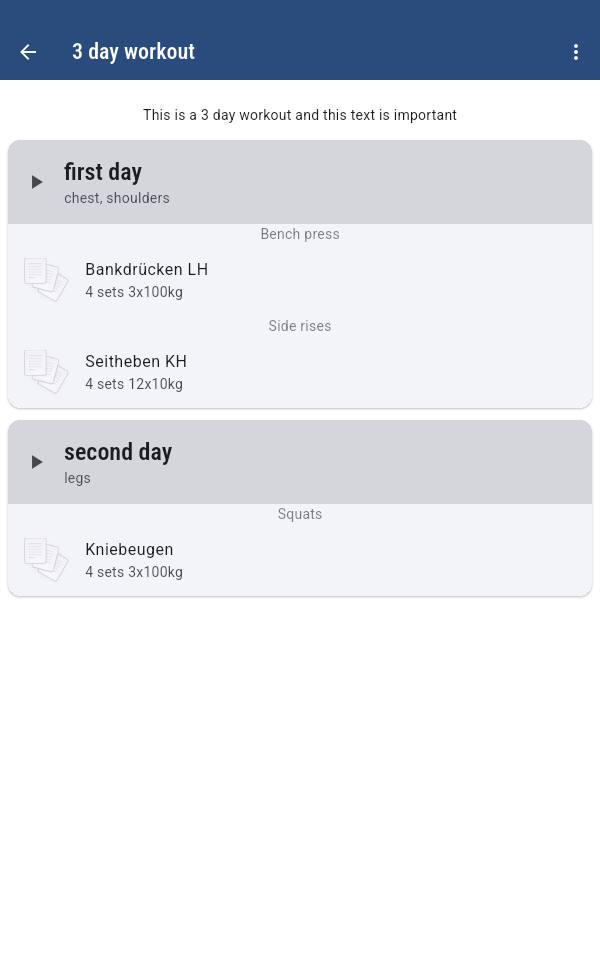 3 day workout
This is a 3 day workout and this text is important
first day
chest, shoulders
Bench press
Bankdrücken LH
4 sets 3x100kg
Side rises
Seitheben KH
4 sets 12x10kg
second day
legs
Squats
Kniebeugen
4 sets 3x100kg